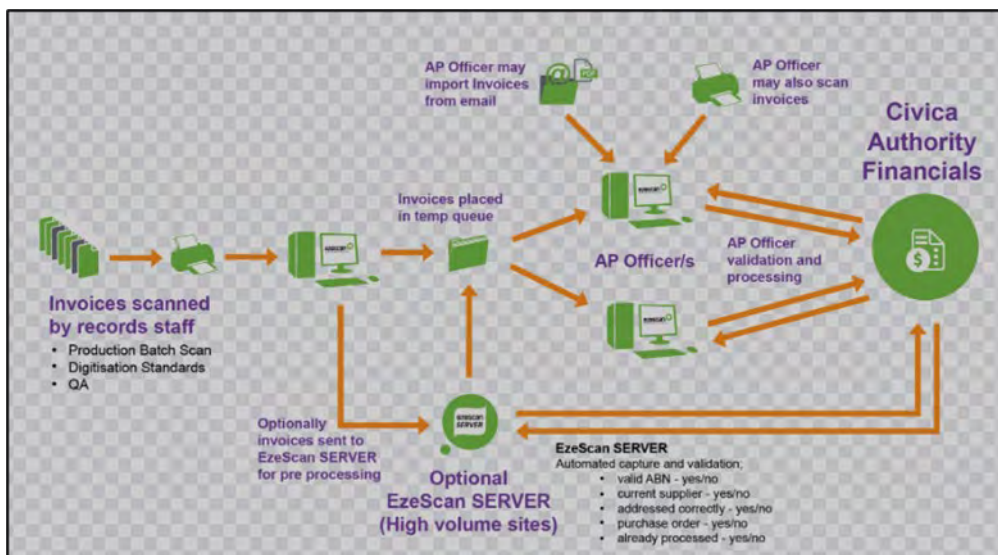 AP Officer may
import Invoices
from email
PDF
AP Officer
may also scan
invoices
Civica
Authority
Financials
Invoices placed
in temp queue
AP Officer/s
AP Officer
validation and
processing
Invoices scanned
by records staff
• Production Batch Scan
• Digitisation Standards
• QA
Optionally
invoices sent to
EzeScan SERVER
for pre processing
EZESCAN
SERVER
Optional
EzeScan SERVER
(High volume sites)
EzeScan SERVER
Automated capture and validation;
• valid ABN - yes/no
• current supplier - yes/no
• addressed correctly - yes/no
• purchase order - yes/no
• already processed - yes/no